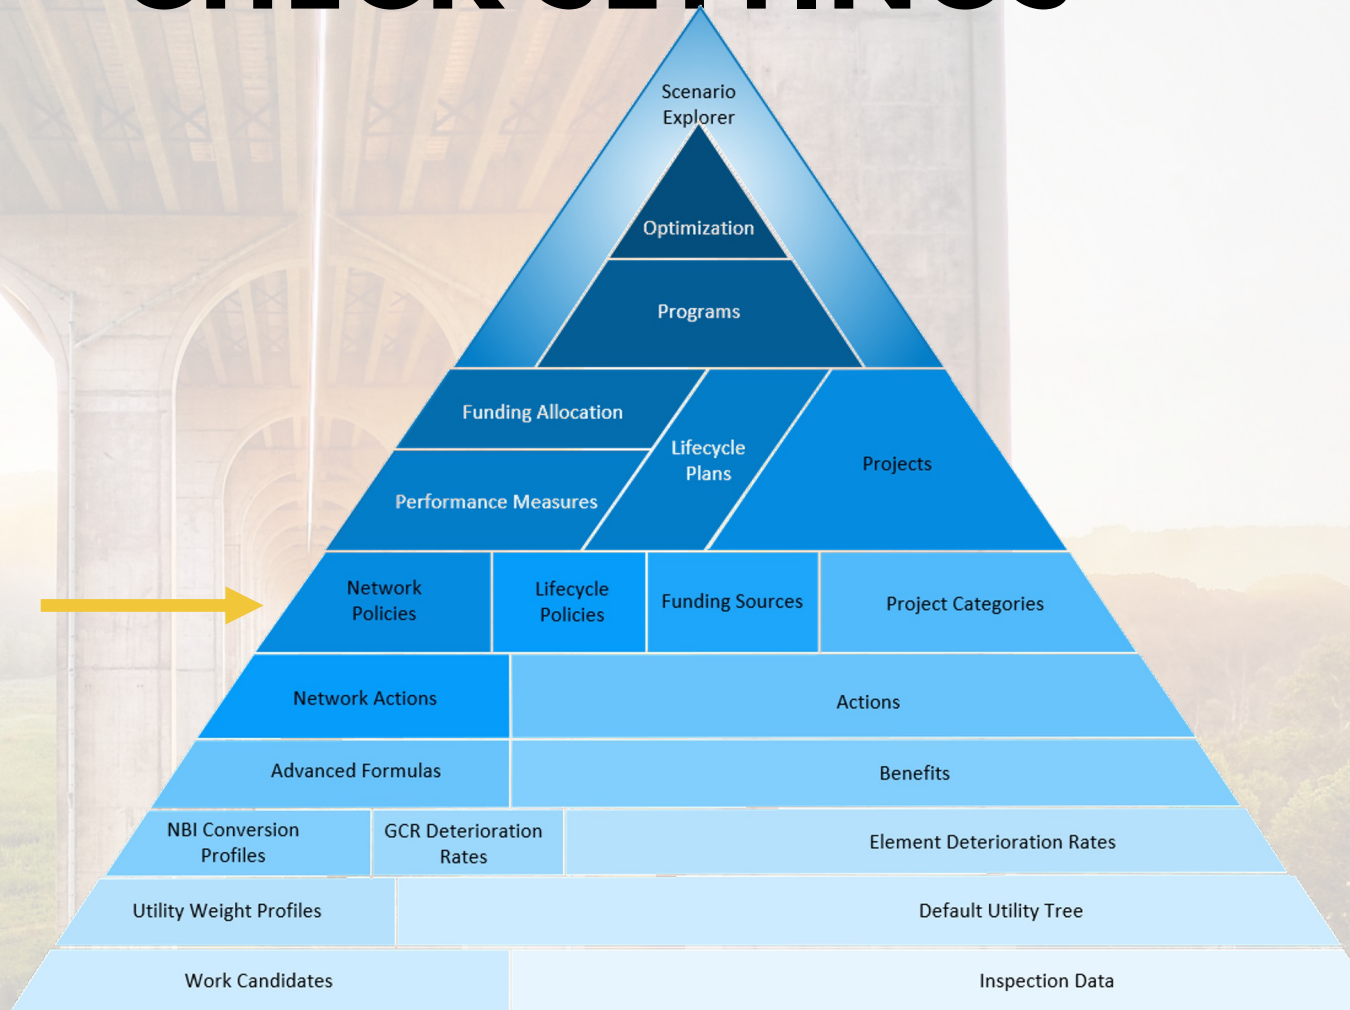 CHECK SETTINGS
Scenario
Explorer
Optimization
Programs
Funding Allocation
Lifecycle
Plans
Projects
Performance Measures
Network
Policies
Lifecycle
Policies
Funding Sources
Project Categories
Network Actions
Actions
Advanced Formulas
Benefits
NBI Conversion
Profiles
GCR Deterioration
Rates
Element Deterioration Rates
Utility Weight Profiles
Default Utility Tree
Work Candidates
Inspection Data